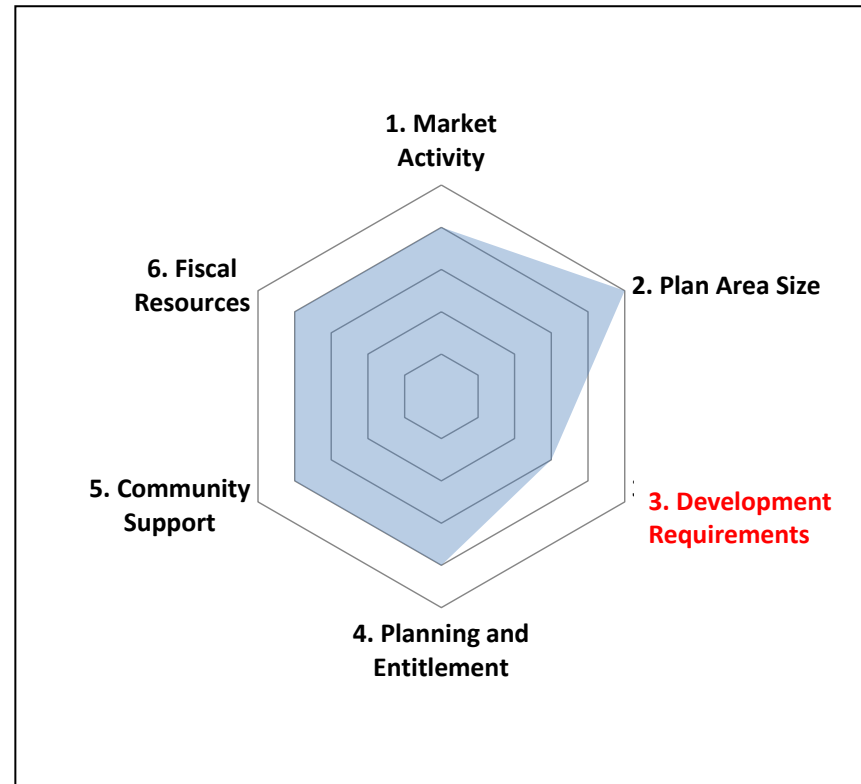 1. Market
Activity
6. Fiscal
Resources
2. Plan Area Size
5. Community
Support
3. Development
Requirements
4. Planning and
Entitlement